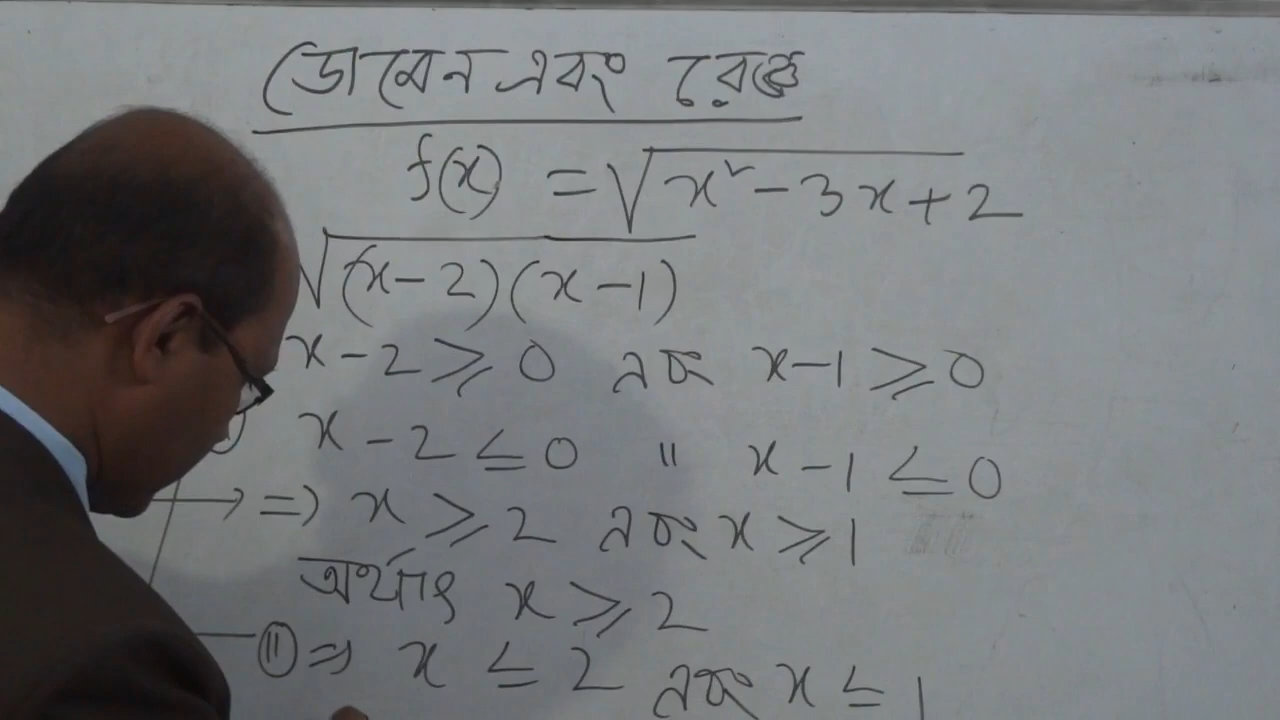 ডোমেন এবং রেঞ্জ
f(x) = √x² - 3x + 2
√(x - 2)(x - 1)
x - 2 ≥ 0 এবং x - 1 ≥ 0
x - 2 ≤ 0 " x - 1 ≤ 0
→ ⇒ x ≥ 2 এবং x ≥ 1
অর্থাৎ x ≥ 2
(ii) ⇒ x ≤ 2 এবং x ≤ 1